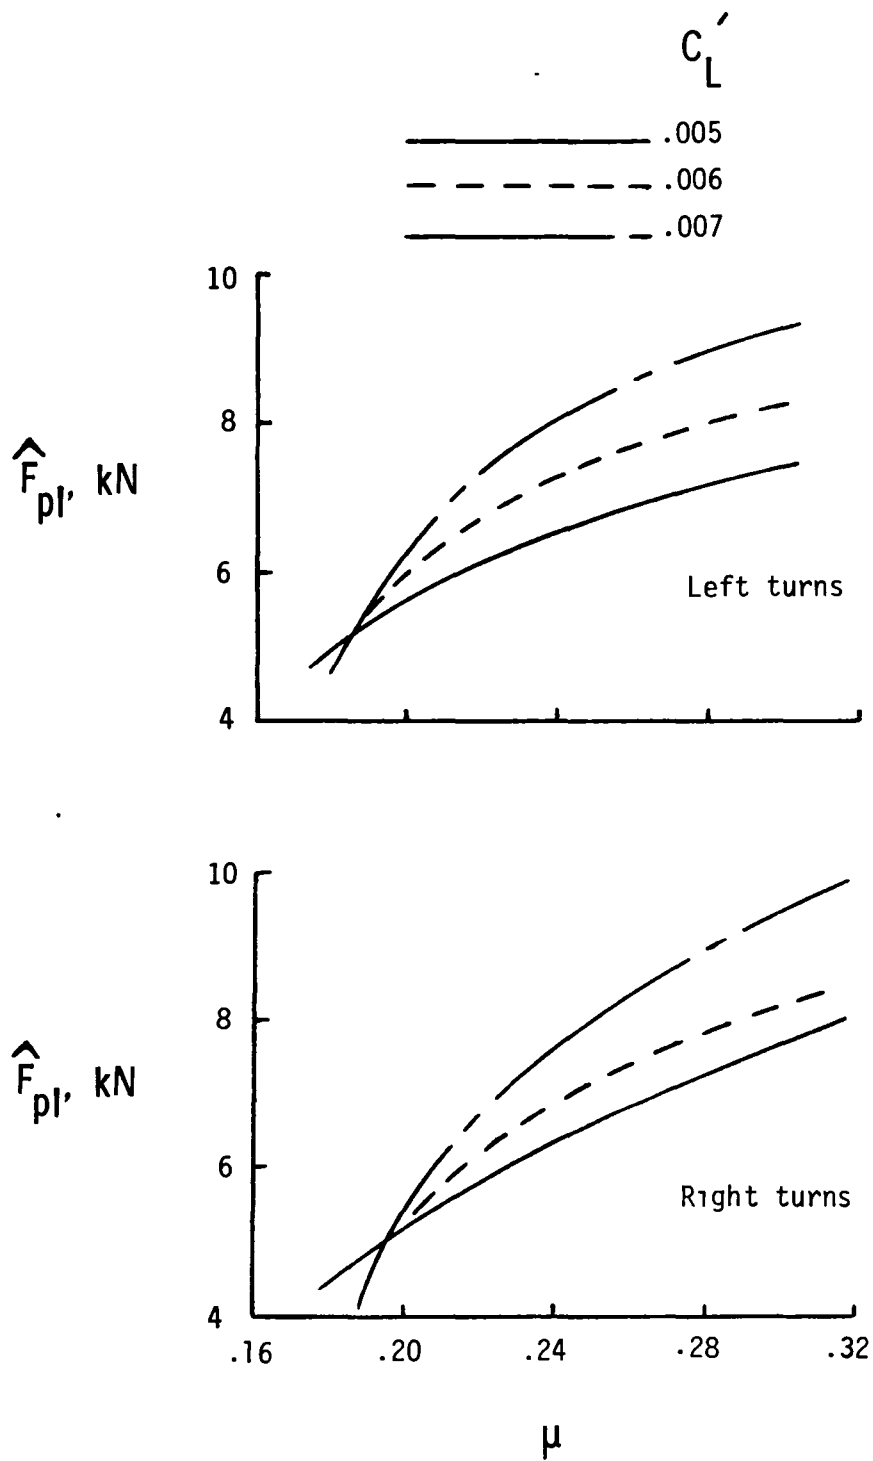 C_L′
.005
.006
.007
10
8
F̂_pl, kN
6
Left turns
4
10
8
F̂_pl, kN
6
Right turns
4
.16 .20 .24 .28 .32
μ